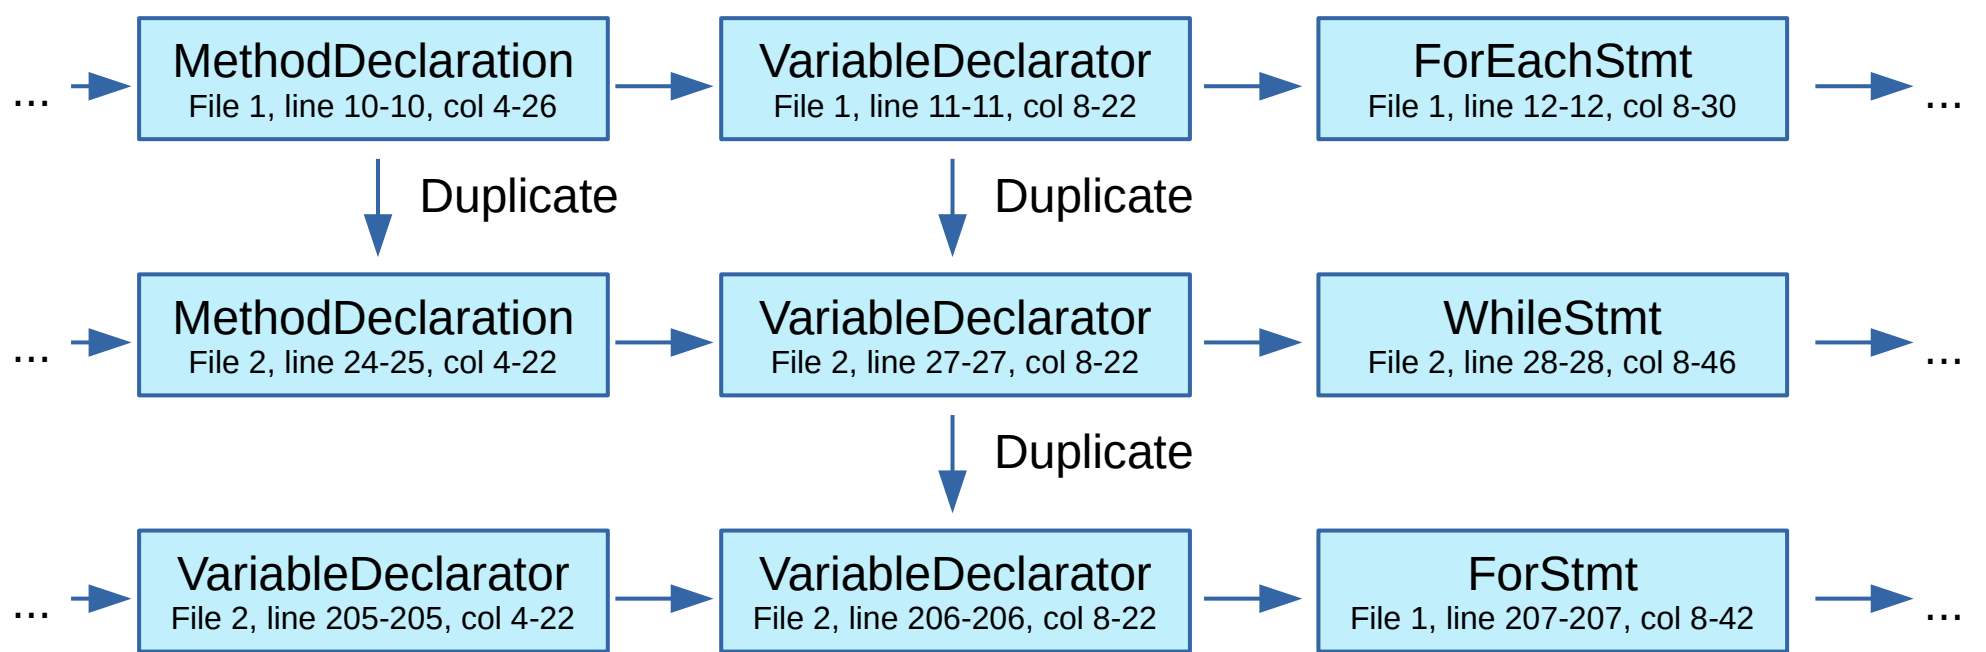 ... MethodDeclaration VariableDeclarator ForEachStmt ...
File 1, line 10-10, col 4-26 File 1, line 11-11, col 8-22 File 1, line 12-12, col 8-30
Duplicate Duplicate
... MethodDeclaration VariableDeclarator WhileStmt ...
File 2, line 24-25, col 4-22 File 2, line 27-27, col 8-22 File 2, line 28-28, col 8-46
Duplicate
... VariableDeclarator VariableDeclarator ForStmt ...
File 2, line 205-205, col 4-22 File 2, line 206-206, col 8-22 File 1, line 207-207, col 8-42